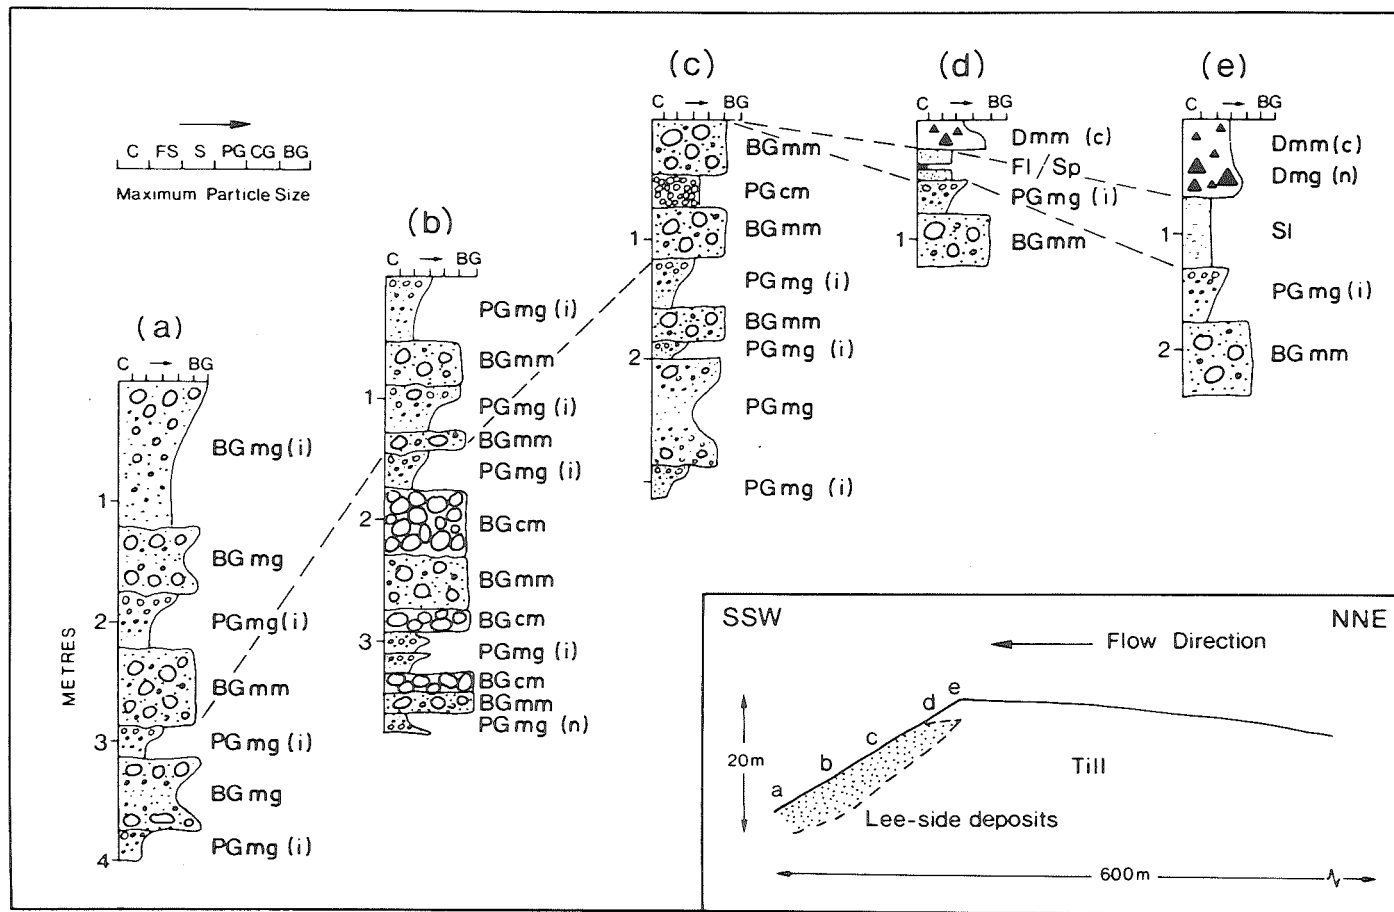 C FS S PG CG BG
Maximum Particle Size
(a)
C → BG
BGmg(i)
1
BGmg
PGmg(i)
2
METRES
BGmm
PGmg(i)
3
BGmg
PGmg(i)
4
(b)
C → BG
PGmg(i)
BGmm
1
PGmg(i)
BGmm
PGmg(i)
2
BGcm
BGmm
BGcm
3
PGmg(i)
BGcm
BGmm
PGmg(n)
(c)
C → BG
BGmm
PGcm
BGmm
1
PGmg(i)
BGmm
PGmg(i)
2
PGmg
PGmg(i)
(d)
C → BG
Dmm(c)
Fl/Sp
PGmg(i)
1
BGmm
(e)
C → BG
Dmm(c)
Dmg(n)
1
Sl
PGmg(i)
2
BGmm
SSW NNE
Flow Direction
e
d
c
b
a
20m
Till
Lee-side deposits
600m